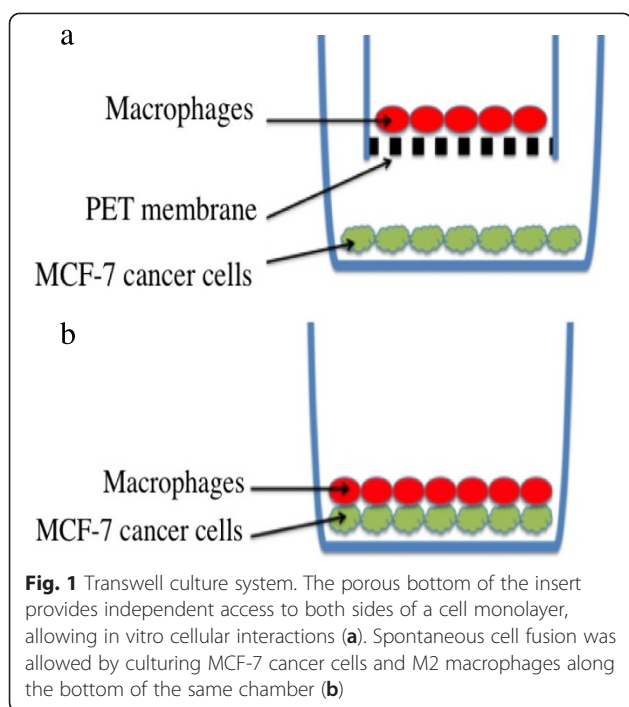 a
Macrophages
PET membrane
MCF-7 cancer cells
b
Macrophages
MCF-7 cancer cells
Fig. 1 Transwell culture system. The porous bottom of the insert
provides independent access to both sides of a cell monolayer,
allowing in vitro cellular interactions (a). Spontaneous cell fusion was
allowed by culturing MCF-7 cancer cells and M2 macrophages along
the bottom of the same chamber (b)